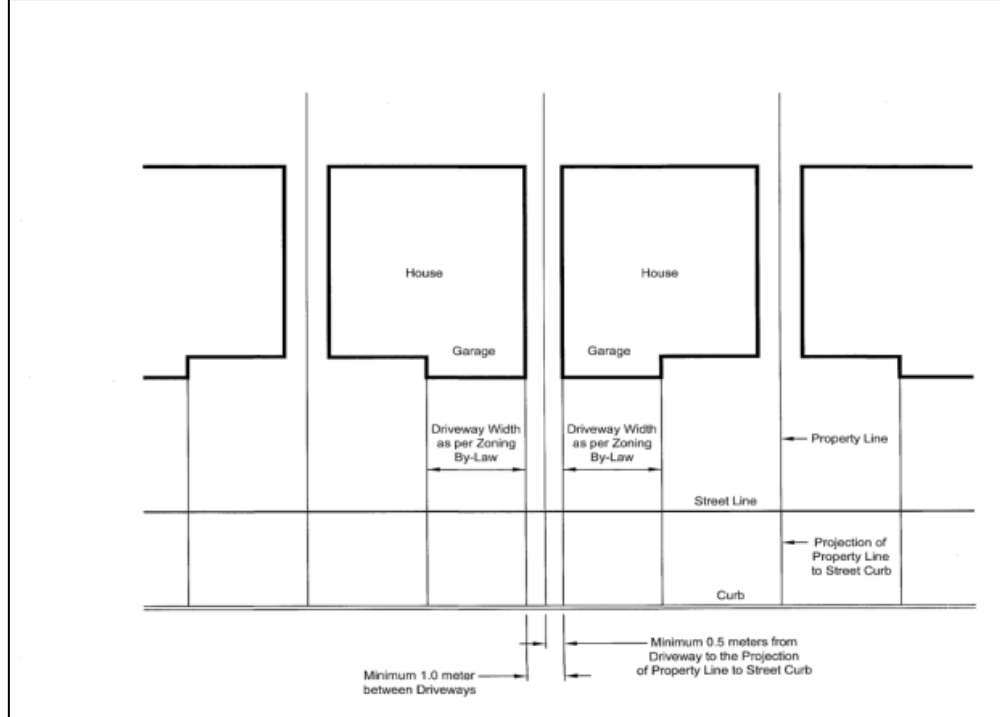 House
House
Garage
Garage
Driveway Width
as per Zoning
By-Law
Driveway Width
as per Zoning
By-Law
Property Line
Street Line
Projection of
Property Line
to Street Curb
Curb
Minimum 0.5 meters from
Driveway to the Projection
of Property Line to Street Curb
Minimum 1.0 meter
between Driveways